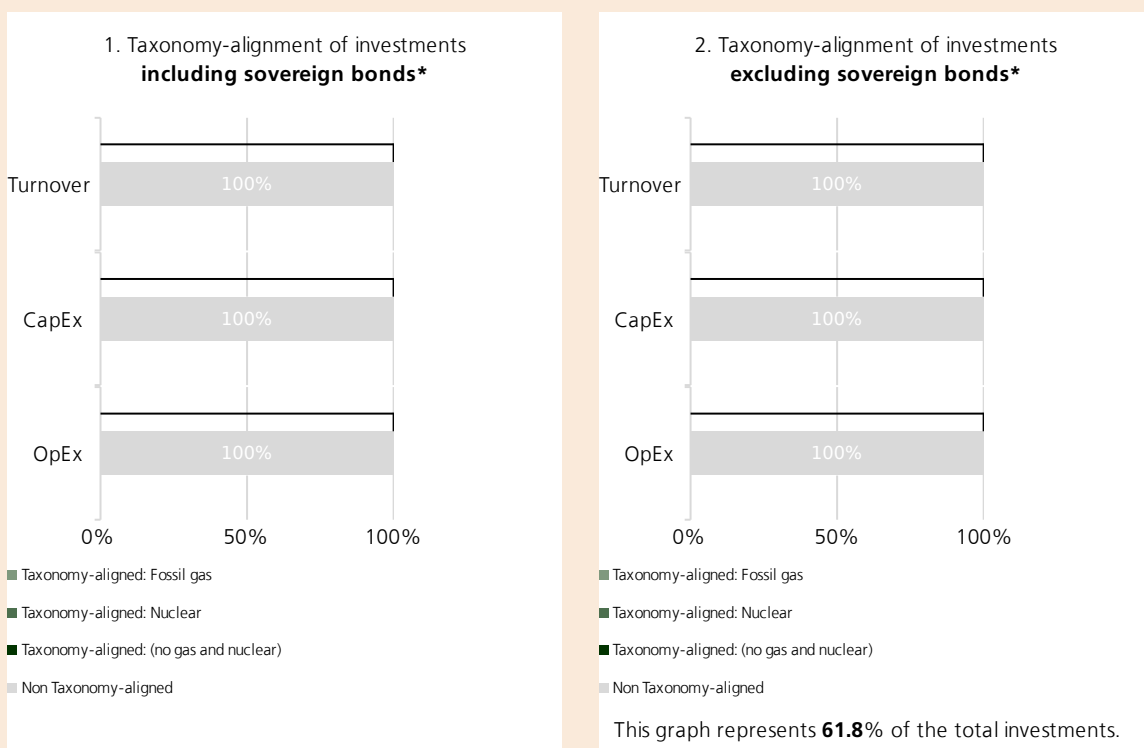 1. Taxonomy-alignment of investments
including sovereign bonds*
Turnover
100%
CapEx
100%
OpEx
100%
0% 50% 100%
Taxonomy-aligned: Fossil gas
Taxonomy-aligned: Nuclear
Taxonomy-aligned: (no gas and nuclear)
Non Taxonomy-aligned
2. Taxonomy-alignment of investments
excluding sovereign bonds*
Turnover
100%
CapEx
100%
OpEx
100%
0% 50% 100%
Taxonomy-aligned: Fossil gas
Taxonomy-aligned: Nuclear
Taxonomy-aligned: (no gas and nuclear)
Non Taxonomy-aligned
This graph represents 61.8% of the total investments.